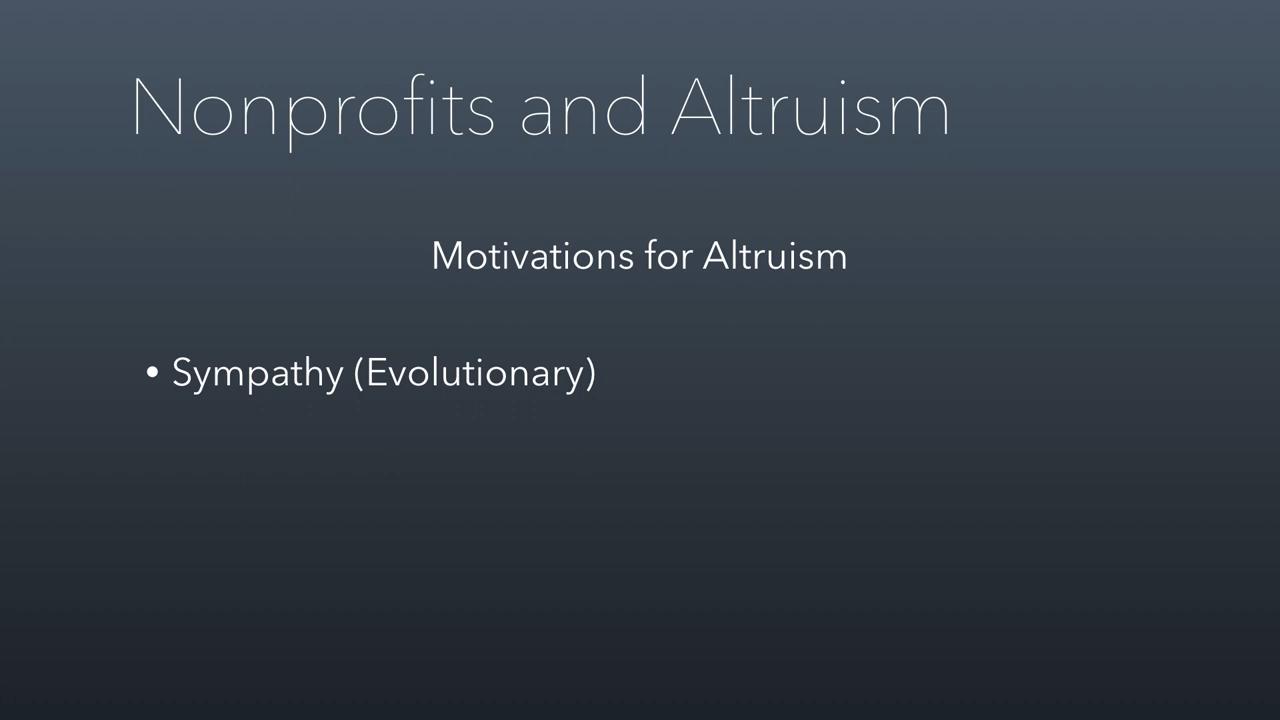 Nonprofits and Altruism
Motivations for Altruism
• Sympathy (Evolutionary)